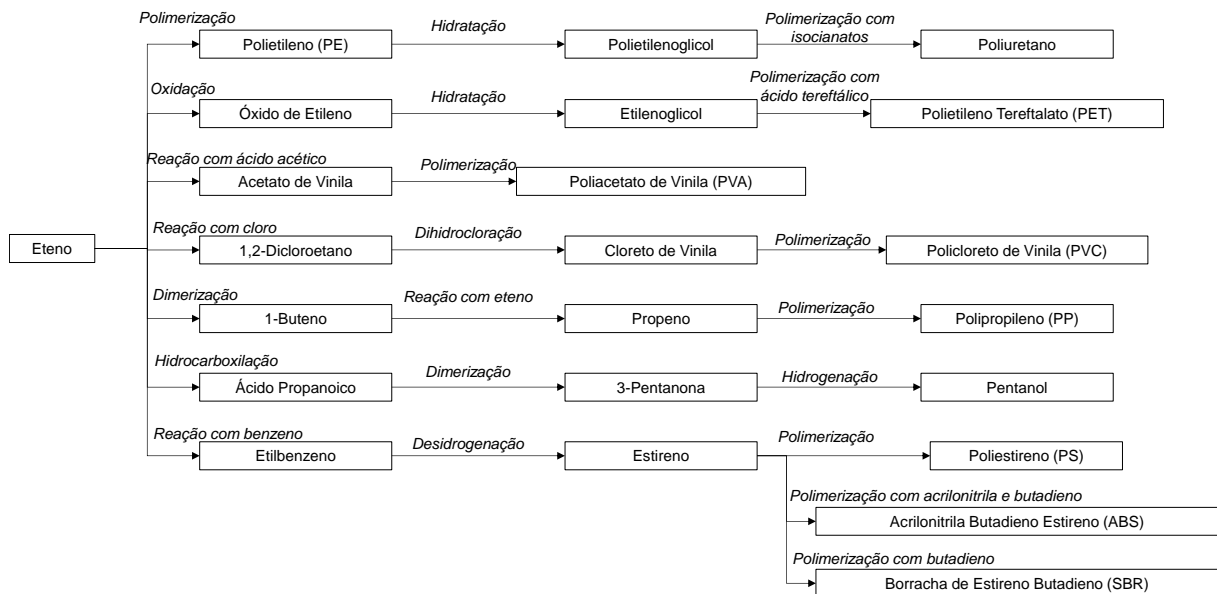 Polimerização
Polietileno (PE)
Hidratação
Polietilenoglicol
Polimerização com
isocianatos
Poliuretano
Oxidação
Óxido de Etileno
Hidratação
Etilenoglicol
Polimerização com
ácido tereftálico
Polietileno Tereftalato (PET)
Reação com ácido acético
Acetato de Vinila
Polimerização
Poliacetato de Vinila (PVA)
Eteno
Reação com cloro
1,2-Dicloroetano
Dihidrocloração
Cloreto de Vinila
Polimerização
Policloreto de Vinila (PVC)
Dimerização
1-Buteno
Reação com eteno
Propeno
Polimerização
Polipropileno (PP)
Hidrocarboxilação
Ácido Propanoico
Dimerização
3-Pentanona
Hidrogenação
Pentanol
Reação com benzeno
Etilbenzeno
Desidrogenação
Estireno
Polimerização
Poliestireno (PS)
Polimerização com acrilonitrila e butadieno
Acrilonitrila Butadieno Estireno (ABS)
Polimerização com butadieno
Borracha de Estireno Butadieno (SBR)